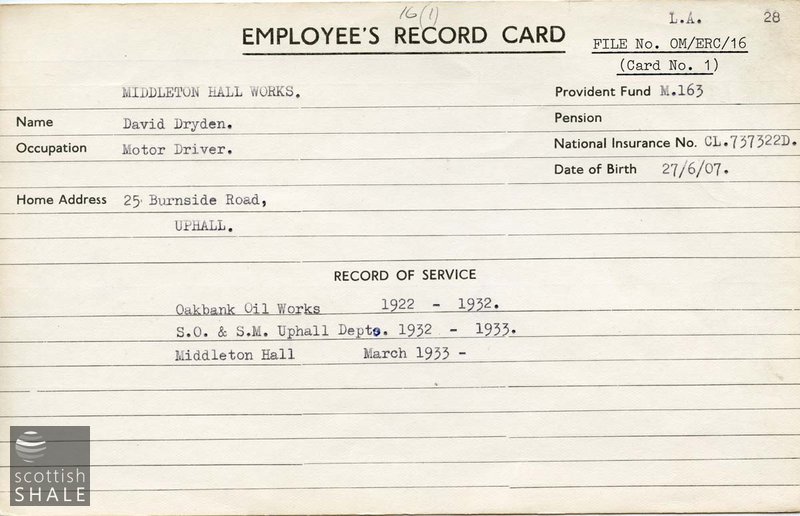 16(1)
L.A. 28
EMPLOYEE'S RECORD CARD
FILE No. OM/ERC/16
(Card No. 1)
MIDDLETON HALL WORKS.
Provident Fund M.163
Name David Dryden.
Pension
Occupation Motor Driver.
National Insurance No. CL.737322D.
Date of Birth 27/6/07.
Home Address 25 Burnside Road,
UPHALL.
RECORD OF SERVICE
Oakbank Oil Works 1922 - 1932.
S.O. & S.M. Uphall Depts. 1932 - 1933.
Middleton Hall March 1933 -
scottish
SHALE